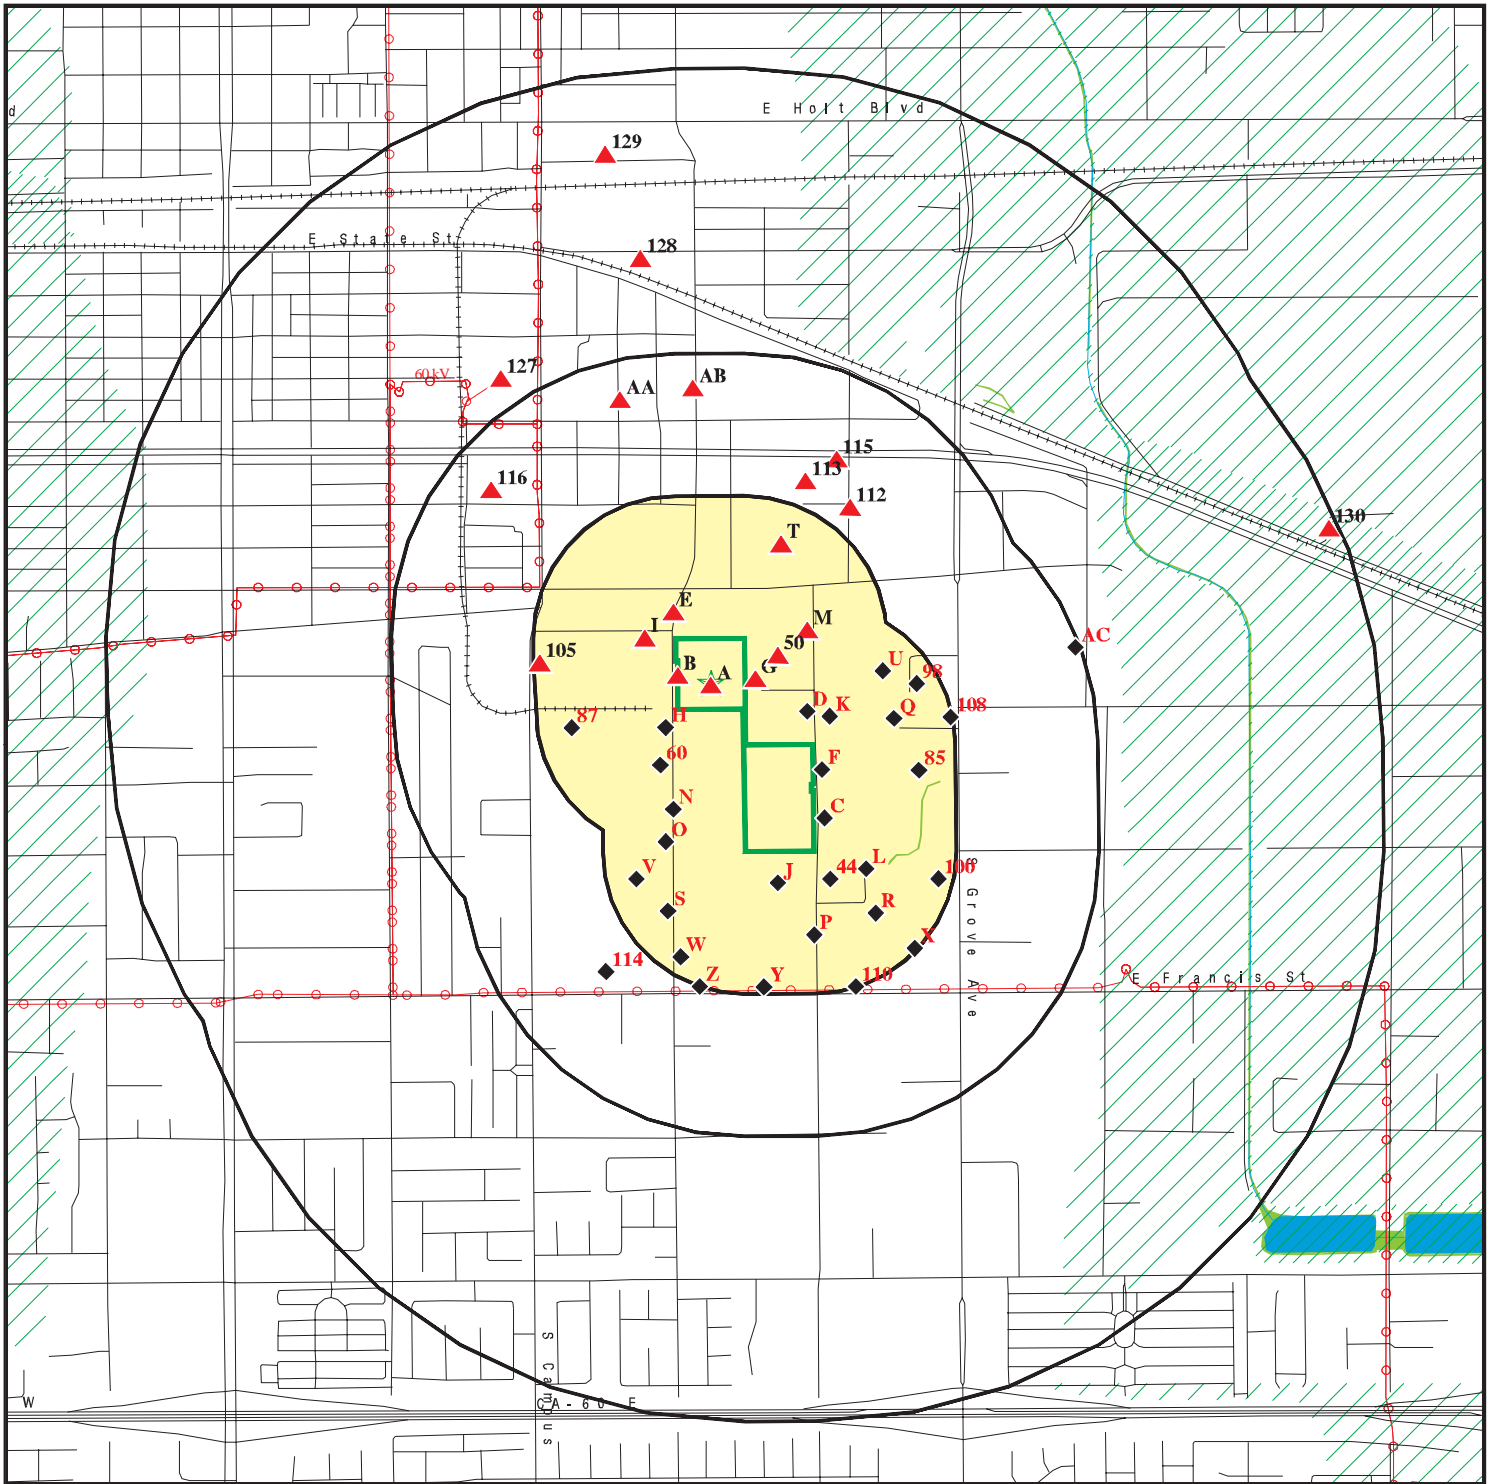 E Holt Blvd
d
129
E State St
128
127
60 kV
AA
AB
115
113
116
112
130
T
E
I
M
AC
105
50
B
A
G
U
98
87
H
D
K
Q
108
60
F
85
N
C
O
V
J
44
L
100
S
R
P
W
X
114
Z
Y
110
S Grove Ave
E Francis St
S Campus
W
CA-60 E